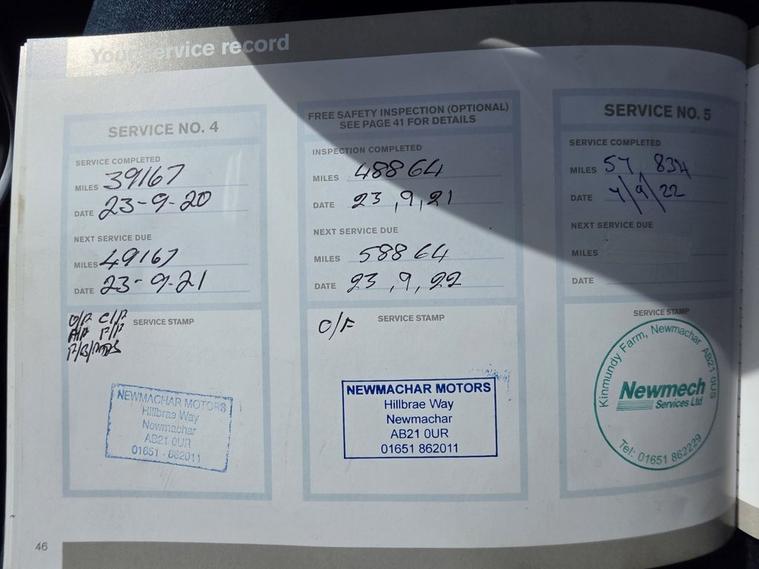 Your service record
SERVICE NO. 4
SERVICE COMPLETED
MILES 39167
DATE 23-9-20
NEXT SERVICE DUE
MILES 49167
DATE 23-9-21
O/F C/F
A/F P/F
SERVICE STAMP
NEWMACHAR MOTORS
Hillbrae Way
Newmachar
AB21 0UR
01651 - 862011
FREE SAFETY INSPECTION (OPTIONAL)
SEE PAGE 41 FOR DETAILS
INSPECTION COMPLETED
MILES 48864
DATE 23,9,21
NEXT SERVICE DUE
MILES 58864
DATE 23,9,22
O/F
SERVICE STAMP
NEWMACHAR MOTORS
Hillbrae Way
Newmachar
AB21 0UR
01651 862011
SERVICE NO. 5
SERVICE COMPLETED
MILES 57,834
DATE 9/22
NEXT SERVICE DUE
MILES
DATE
SERVICE STAMP
Kinmundy Farm, Newmachar AB21 0US
Newmech
Services Ltd
Tel: 01651 862229
46